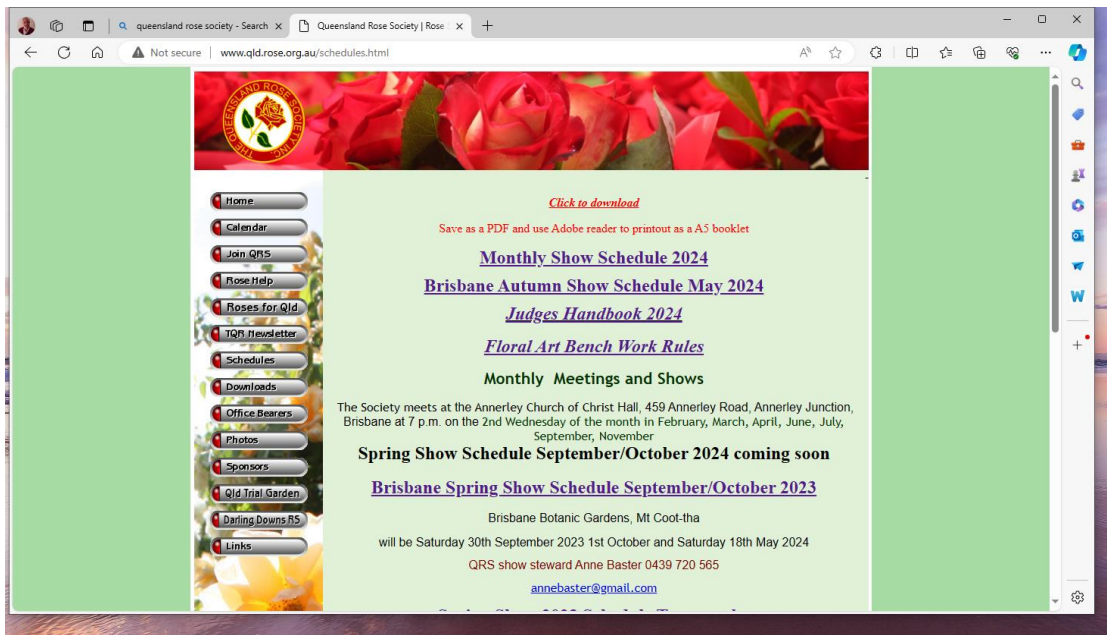 queensland rose society - Search
Queensland Rose Society | Rose
Not secure www.qld.rose.org.au/schedules.html
THE QUEENSLAND ROSE SOCIETY INC.
Home
Calendar
Join QRS
Rose Help
Roses for Qld
TQR Newsletter
Schedules
Downloads
Office Bearers
Photos
Sponsors
Qld Trial Garden
Darling Downs RS
Links
Click to download
Save as a PDF and use Adobe reader to printout as a A5 booklet
Monthly Show Schedule 2024
Brisbane Autumn Show Schedule May 2024
Judges Handbook 2024
Floral Art Bench Work Rules
Monthly Meetings and Shows
The Society meets at the Annerley Church of Christ Hall, 459 Annerley Road, Annerley Junction,
Brisbane at 7 p.m. on the 2nd Wednesday of the month in February, March, April, June, July,
September, November
Spring Show Schedule September/October 2024 coming soon
Brisbane Spring Show Schedule September/October 2023
Brisbane Botanic Gardens, Mt Coot-tha
will be Saturday 30th September 2023 1st October and Saturday 18th May 2024
QRS show steward Anne Baster 0439 720 565
annebaster@gmail.com